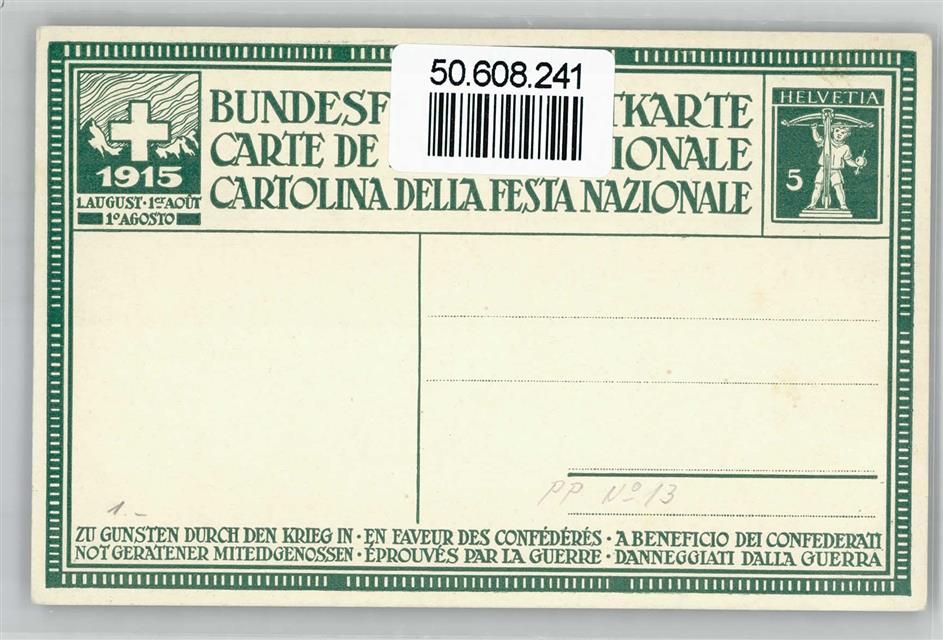 50.608.241
BUNDESF TKARTE
CARTE DE IONALE
CARTOLINA DELLA FESTA NAZIONALE
1915
1. AUGUST · 1ER AOÛT
1º AGOSTO
HELVETIA
5
PP Nº 13
1.-
ZU GUNSTEN DURCH DEN KRIEG IN · EN FAVEUR DES CONFÉDÉRÉS · A BENEFICIO DEI CONFEDERATI
NOT GERATENER MITEIDGENOSSEN · ÉPROUVÉS PAR LA GUERRE · DANNEGGIATI DALLA GUERRA